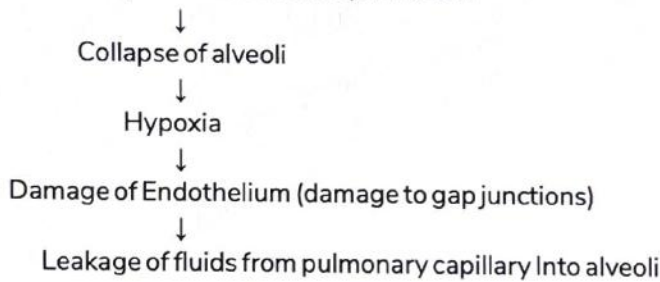 ↓
Collapse of alveoli
↓
Hypoxia
↓
Damage of Endothelium (damage to gap junctions)
↓
Leakage of fluids from pulmonary capillary Into alveoli